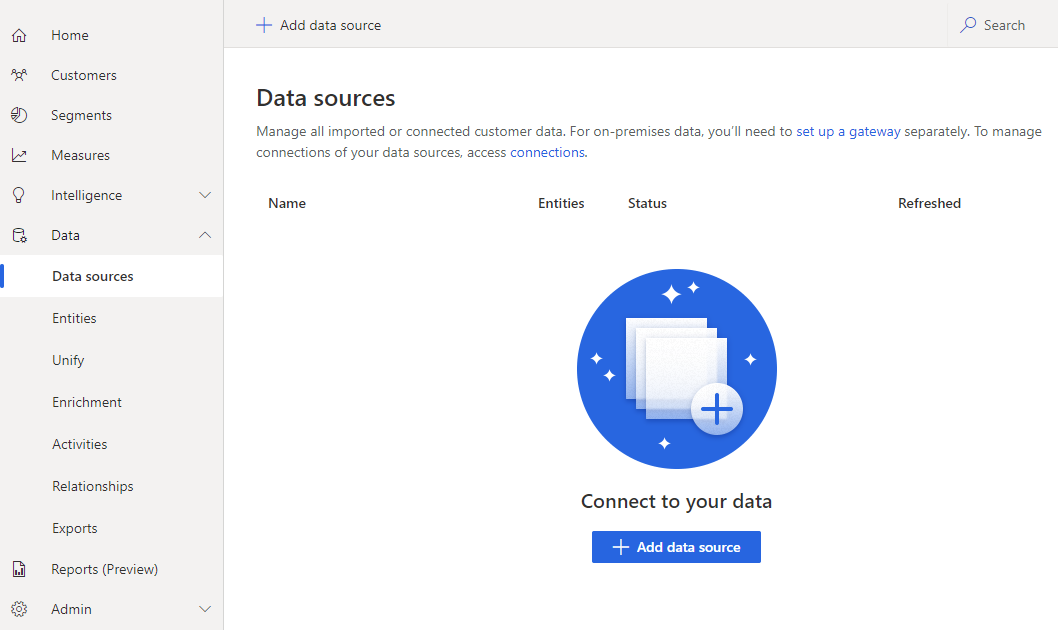 Home
Customers
Segments
Measures
Intelligence
Data
Data sources
Entities
Unify
Enrichment
Activities
Relationships
Exports
Reports (Preview)
Admin
Add data source
Search
Data sources
Manage all imported or connected customer data. For on-premises data, you'll need to set up a gateway separately. To manage
connections of your data sources, access connections.
Name Entities Status Refreshed
Connect to your data
Add data source